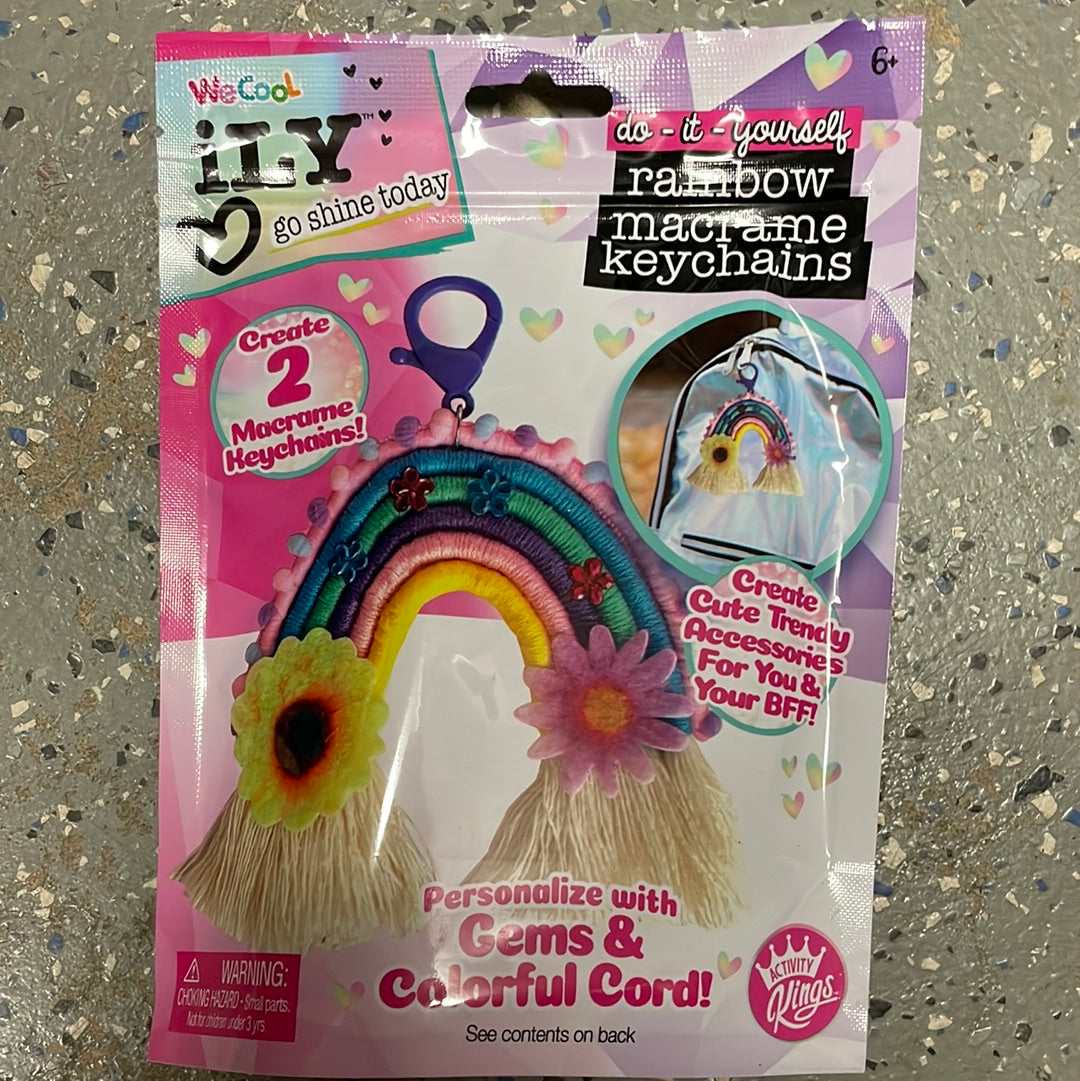 WeCool
iLY™
go shine today
6+
do - it - yourself
rainbow
macrame
keychains
Create
2
Macrame
Keychains!
Create
Cute Trendy
Accessories
For You &
Your BFF!
Personalize with
Gems &
Colorful Cord!
See contents on back
WARNING:
CHOKING HAZARD - Small parts.
Not for children under 3 yrs
ACTIVITY
Kings